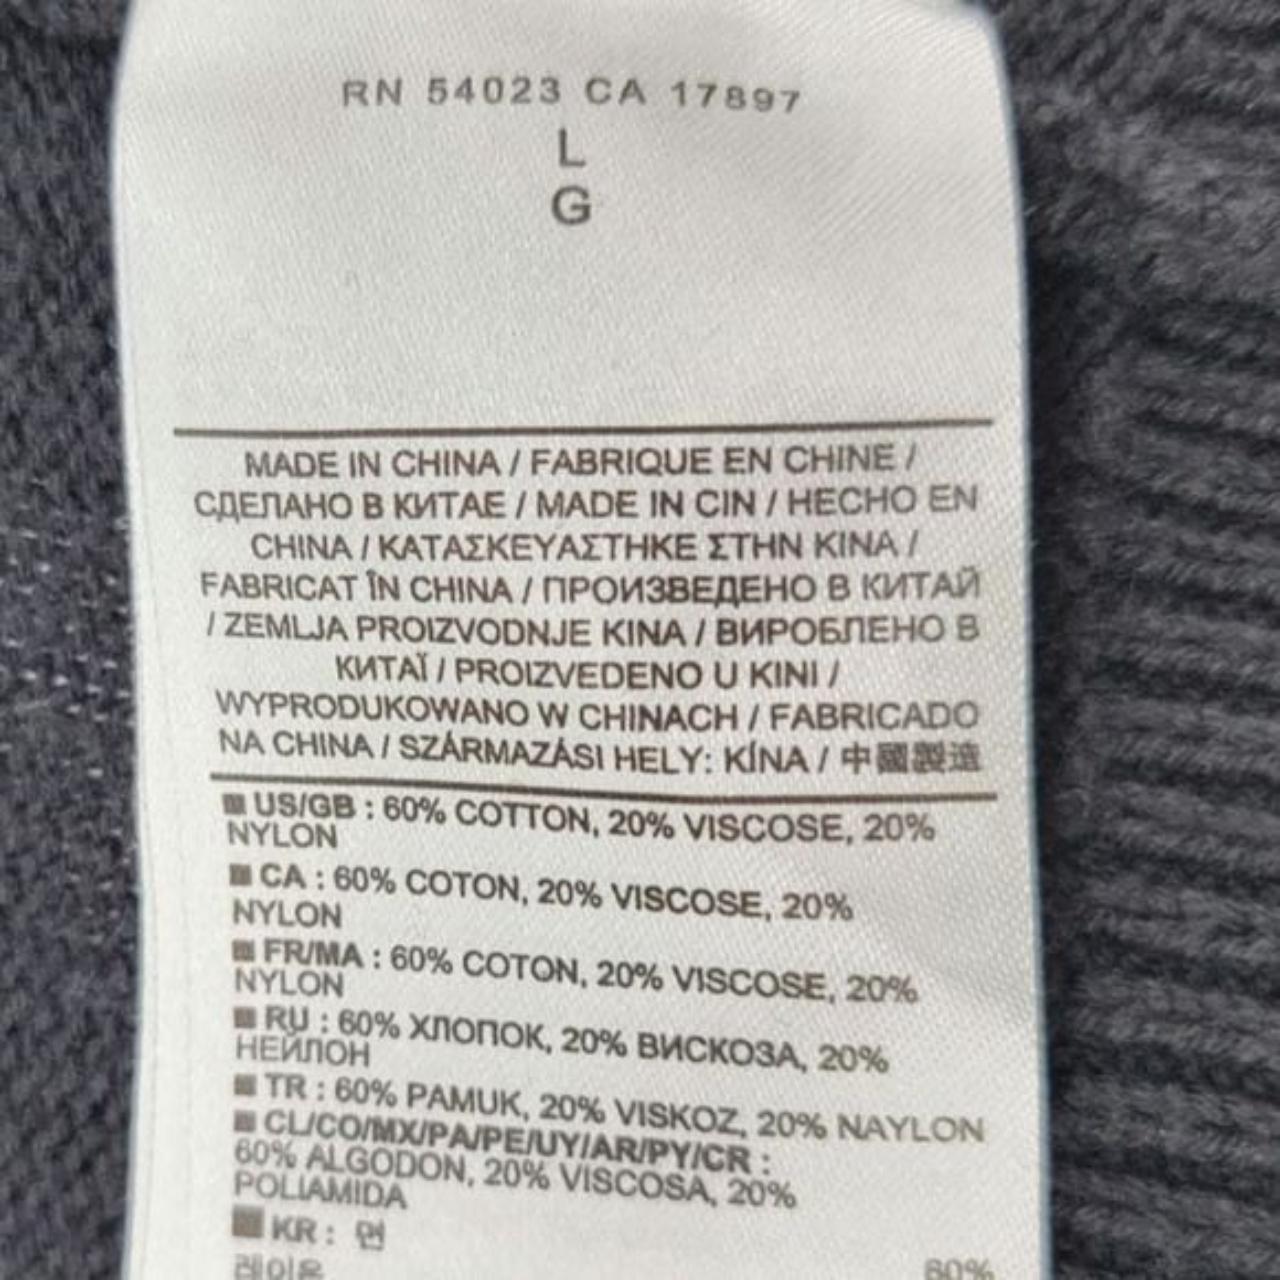 RN 54023 CA 17897
L
G
MADE IN CHINA / FABRIQUE EN CHINE /
СДЕЛАНО В КИТАЕ / MADE IN CIN / HECHO EN
CHINA / ΚΑΤΑΣΚΕΥΑΣΤΗΚΕ ΣΤΗΝ ΚΙΝΑ /
FABRICAT ÎN CHINA / ПРОИЗВЕДЕНО В КИТАЙ
/ ZEMLJA PROIZVODNJE KINA / ВИРОБЛЕНО В
КИТАЇ / PROIZVEDENO U KINI /
WYPRODUKOWANO W CHINACH / FABRICADO
NA CHINA / SZÁRMAZÁSI HELY: KÍNA / 中國製造
US/GB : 60% COTTON, 20% VISCOSE, 20%
NYLON
CA : 60% COTON, 20% VISCOSE, 20%
NYLON
FR/MA : 60% COTON, 20% VISCOSE, 20%
NYLON
RU : 60% ХЛОПОК, 20% ВИСКОЗА, 20%
НЕЙЛОН
TR : 60% PAMUK, 20% VISKOZ, 20% NAYLON
CL/CO/MX/PA/PE/UY/AR/PY/CR :
60% ALGODON, 20% VISCOSA, 20%
POLIAMIDA
KR : 면
레이온 60%